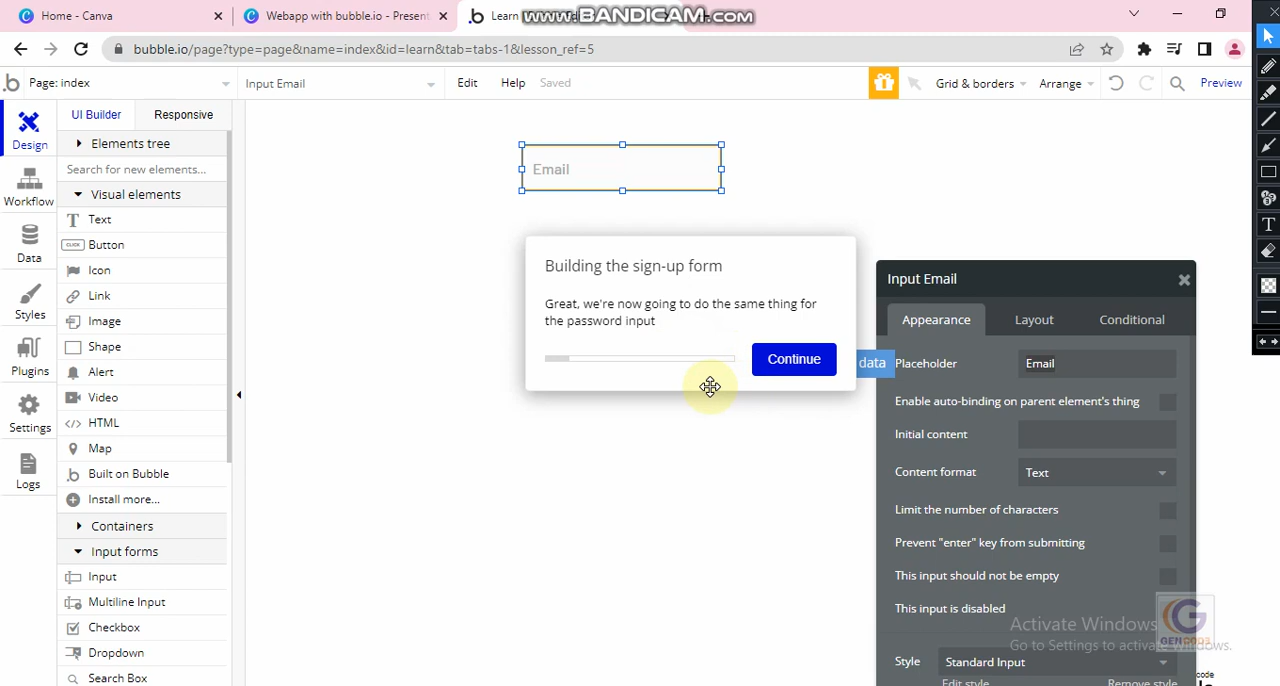 Home - Canva
Webapp with bubble.io - Present
Learn
www.BANDICAM.com
bubble.io/page?type=page&name=index&id=learn&tab=tabs-1&lesson_ref=5
Page: index
Input Email
Edit
Help
Saved
Grid & borders
Arrange
Preview
Design
Workflow
Data
Styles
Plugins
Settings
Logs
UI Builder
Responsive
Elements tree
Search for new elements...
Visual elements
Text
CLICK
Button
Icon
Link
Image
Shape
Alert
Video
HTML
Map
Built on Bubble
Install more...
Containers
Input forms
Input
Multiline Input
Checkbox
Dropdown
Search Box
Email
Building the sign-up form
Great, we're now going to do the same thing for
the password input
Continue
data
Input Email
Appearance
Layout
Conditional
Placeholder
Email
Enable auto-binding on parent element's thing
Initial content
Content format
Text
Limit the number of characters
Prevent "enter" key from submitting
This input should not be empty
This input is disabled
Style
Standard Input
Edit style
Remove style
Activate Windows
Go to Settings to activate Windows.
code